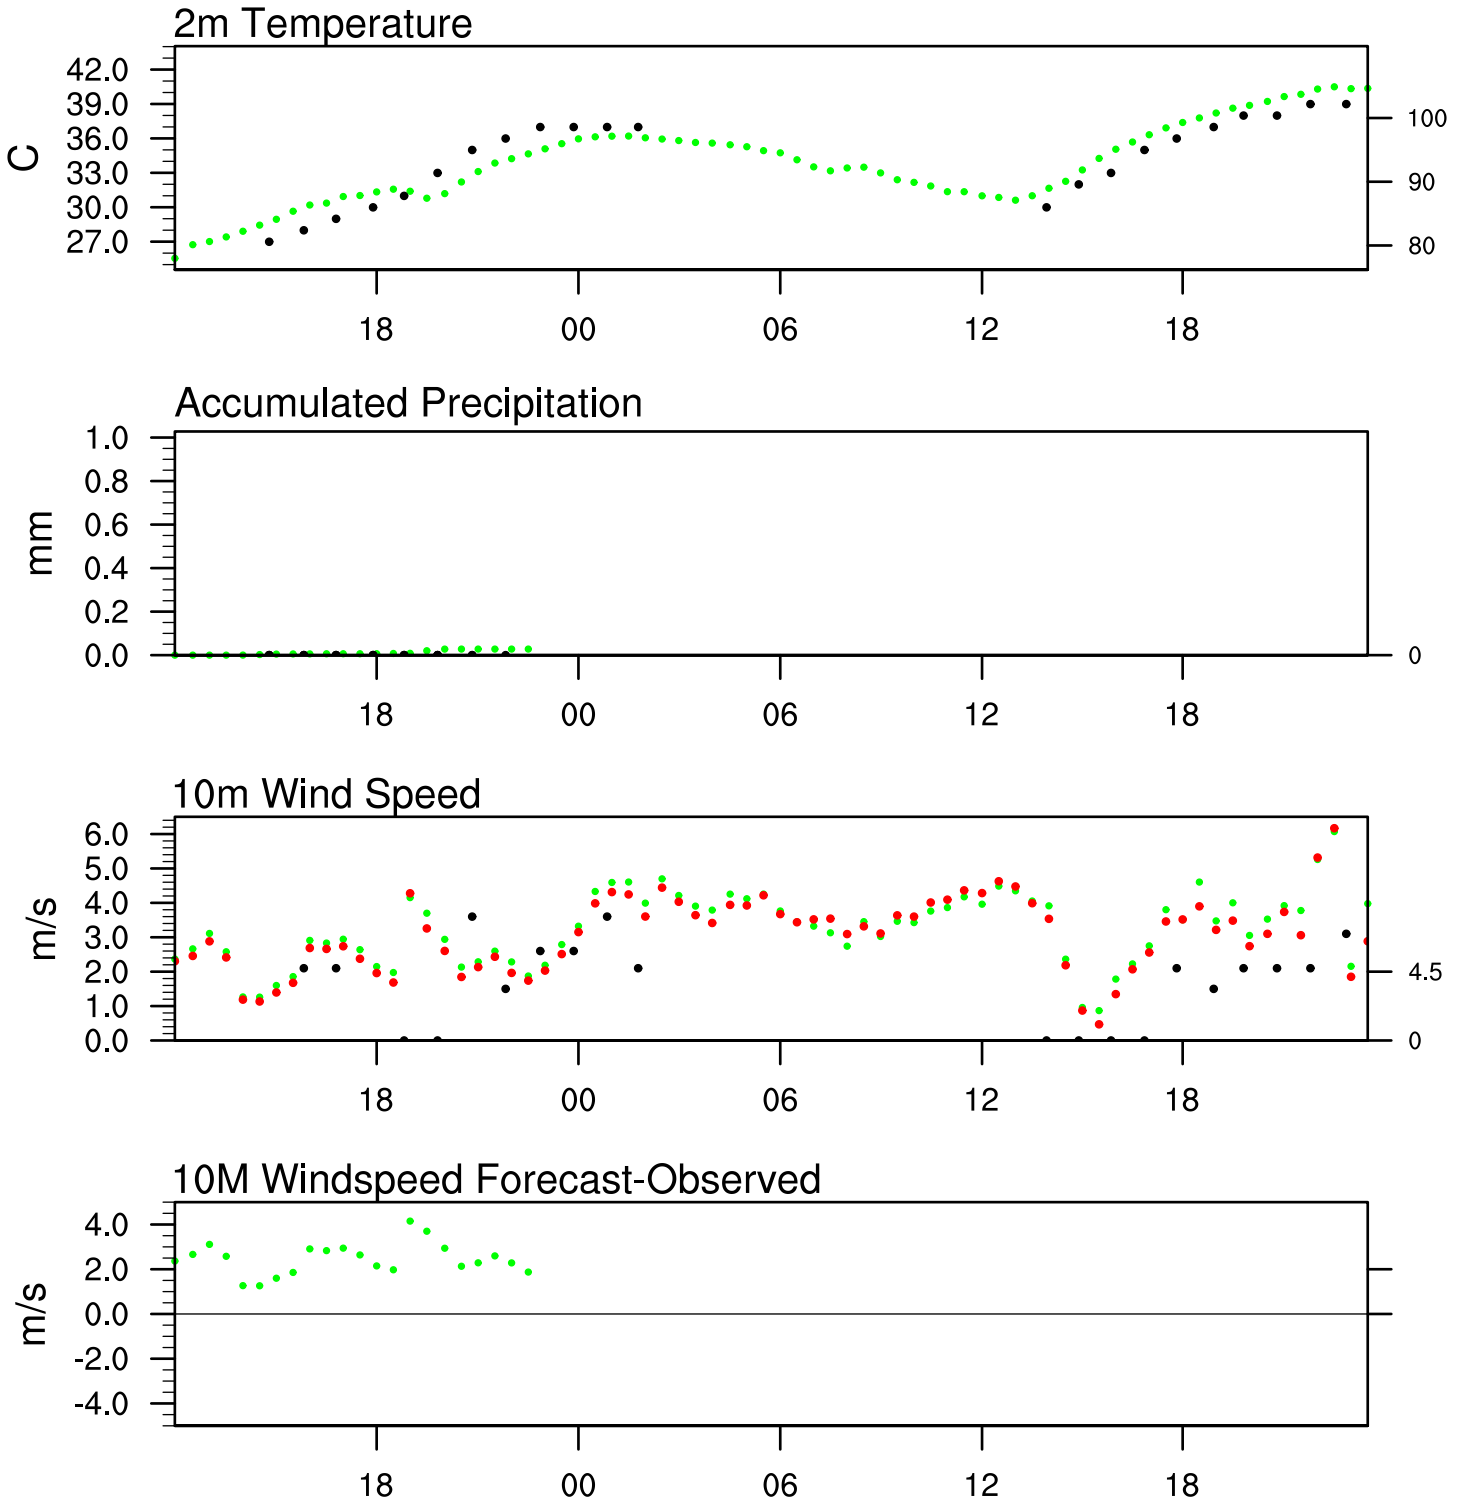 2m Temperature
42.0
39.0
36.0
33.0
30.0
27.0
C
100
90
80
18 00 06 12 18
Accumulated Precipitation
1.0
0.8
0.6
0.4
0.2
0.0
mm
0
18 00 06 12 18
10m Wind Speed
6.0
5.0
4.0
3.0
2.0
1.0
0.0
m/s
4.5
0
18 00 06 12 18
10M Windspeed Forecast-Observed
4.0
2.0
0.0
-2.0
-4.0
m/s
18 00 06 12 18